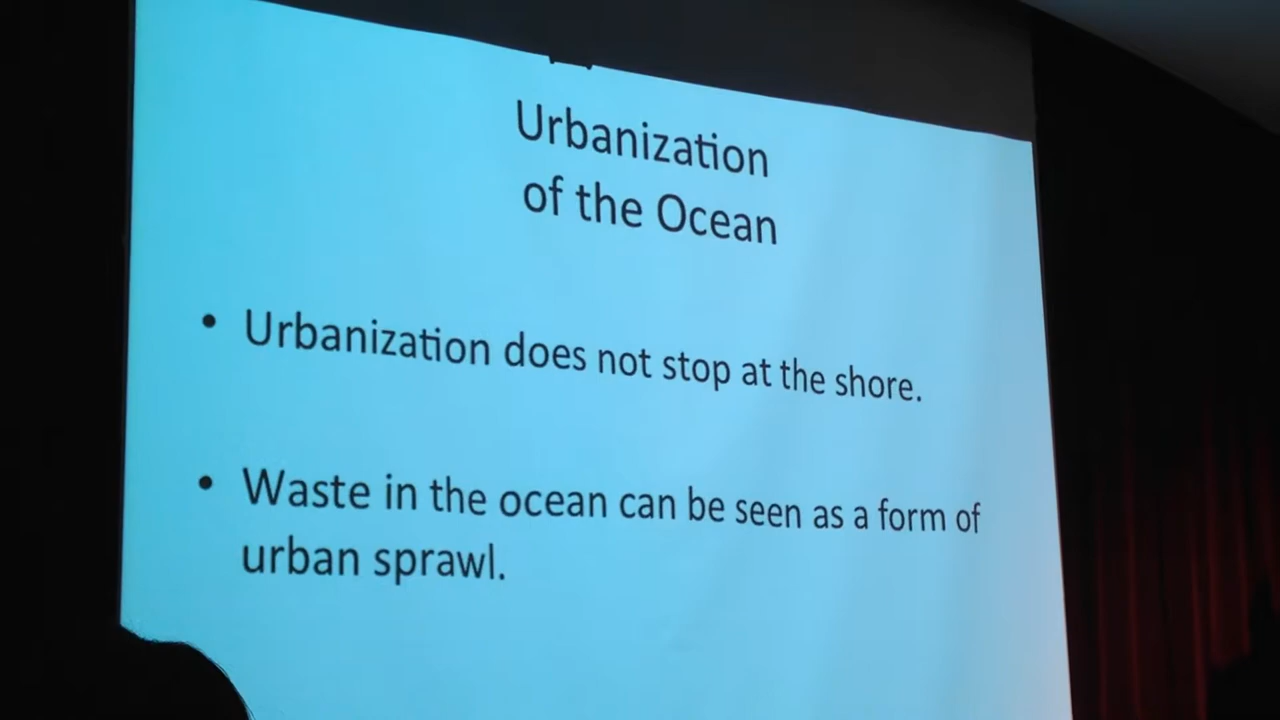 Urbanization
of the Ocean
• Urbanization does not stop at the shore.
• Waste in the ocean can be seen as a form of
urban sprawl.